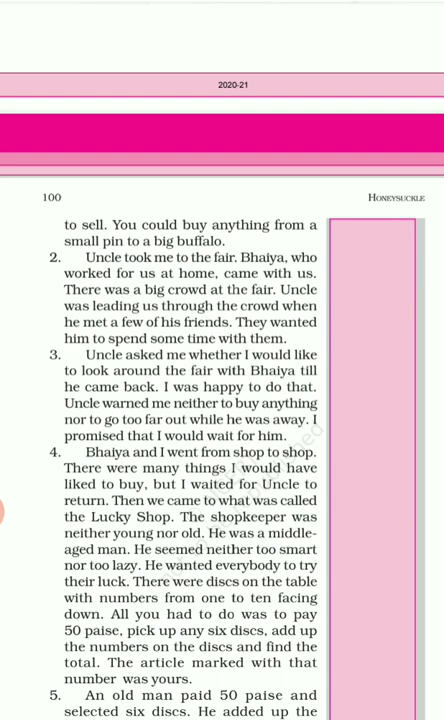 2020-21
100
HONEYSUCKLE
to sell. You could buy anything from a
small pin to a big buffalo.
2. Uncle took me to the fair. Bhaiya, who
worked for us at home, came with us.
There was a big crowd at the fair. Uncle
was leading us through the crowd when
he met a few of his friends. They wanted
him to spend some time with them.
3. Uncle asked me whether I would like
to look around the fair with Bhaiya till
he came back. I was happy to do that.
Uncle warned me neither to buy anything
nor to go too far out while he was away. I
promised that I would wait for him.
4. Bhaiya and I went from shop to shop.
There were many things I would have
liked to buy, but I waited for Uncle to
return. Then we came to what was called
the Lucky Shop. The shopkeeper was
neither young nor old. He was a middle-
aged man. He seemed neither too smart
nor too lazy. He wanted everybody to try
their luck. There were discs on the table
with numbers from one to ten facing
down. All you had to do was to pay
50 paise, pick up any six discs, add up
the numbers on the discs and find the
total. The article marked with that
number was yours.
5. An old man paid 50 paise and
selected six discs. He added up the